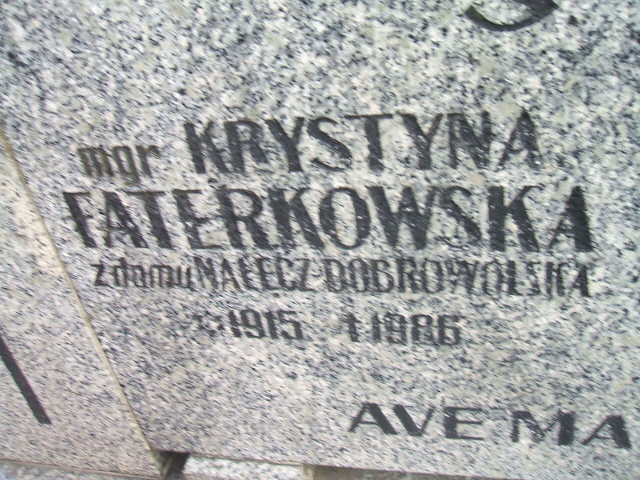 mgr KRYSTYNA
FATERKOWSKA
z domu NAŁĘCZ-DOBROWOLSKA
* 1915 † 1986
AVE MA